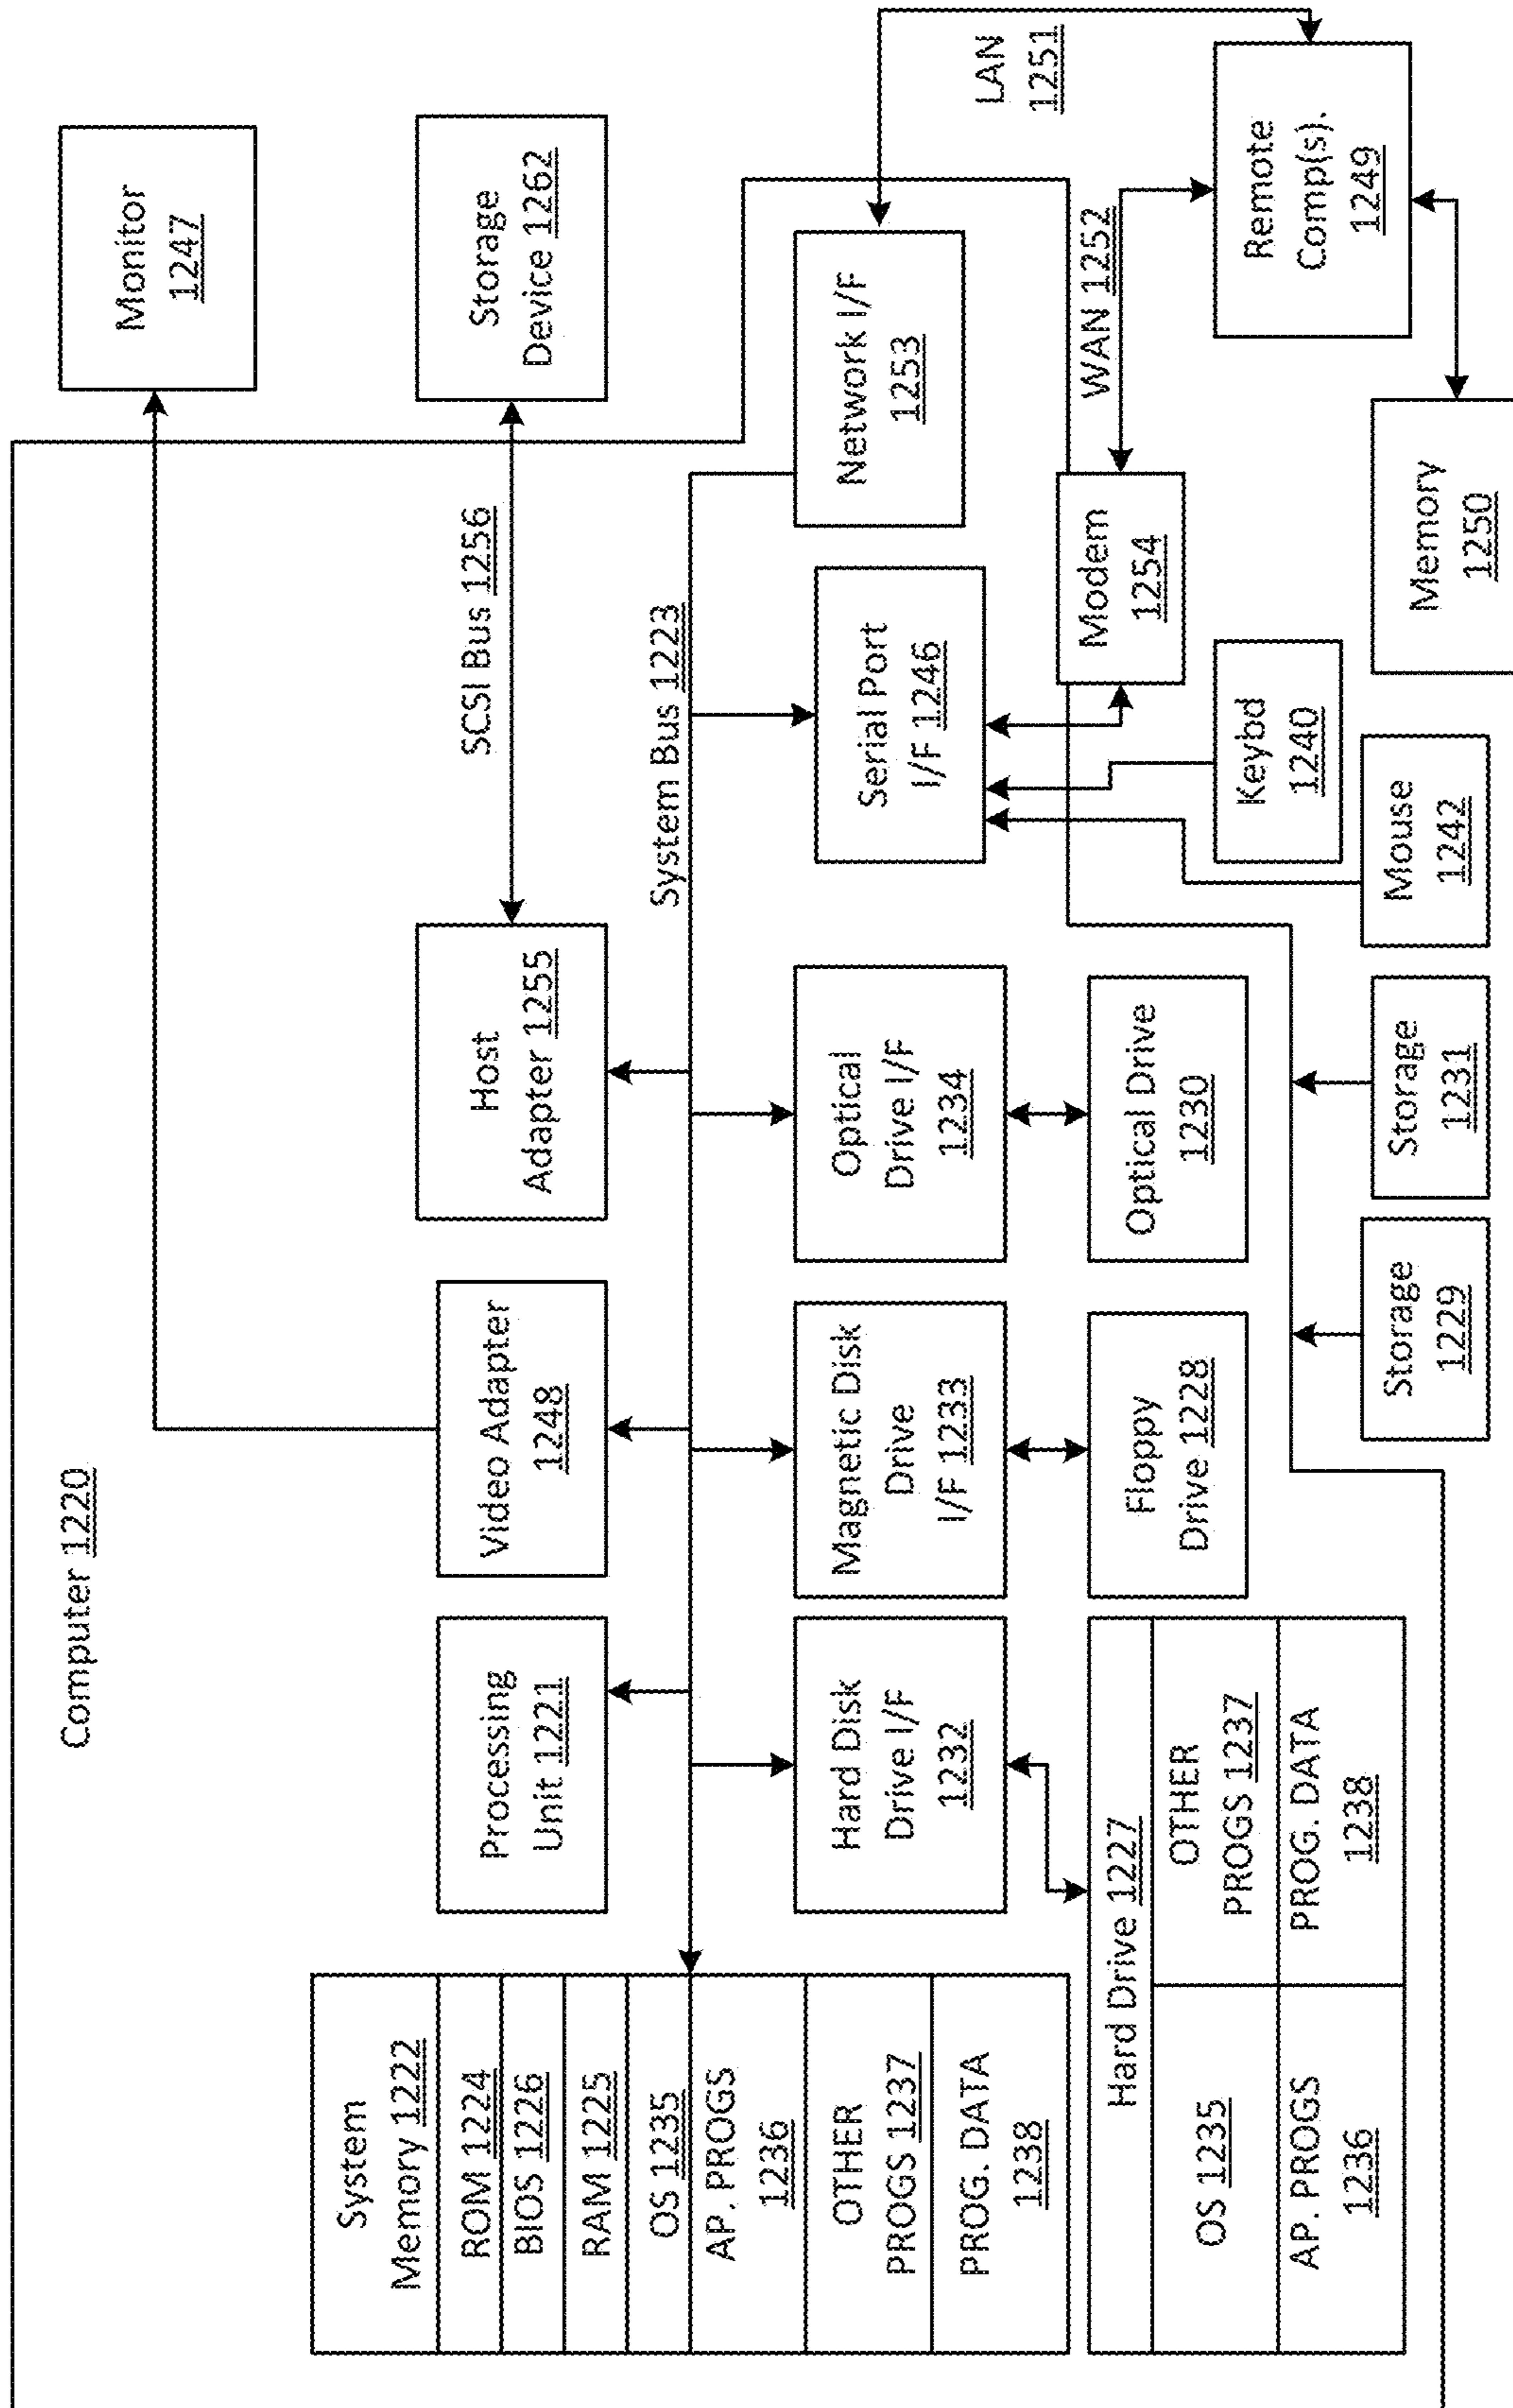 Computer 1220
Monitor
1247
System
Memory 1222
ROM 1224
BIOS 1226
RAM 1225
OS 1235
AP. PROGS
1236
OTHER
PROGS 1237
PROG. DATA
1238
Processing
Unit 1221
Video Adapter
1248
Host
Adapter 1255
SCSI Bus 1256
Storage
Device 1262
System Bus 1223
Hard Disk
Drive I/F
1232
Magnetic Disk
Drive
I/F 1233
Optical
Drive I/F
1234
Serial Port
I/F 1246
Network I/F
1253
LAN
1251
Hard Drive 1227
OS 1235
OTHER
PROGS 1237
AP. PROGS
1236
PROG. DATA
1238
Floppy
Drive 1228
Optical Drive
1230
Modem
1254
WAN 1252
Keybd
1240
Remote
Comp(s).
1249
Storage
1229
Storage
1231
Mouse
1242
Memory
1250